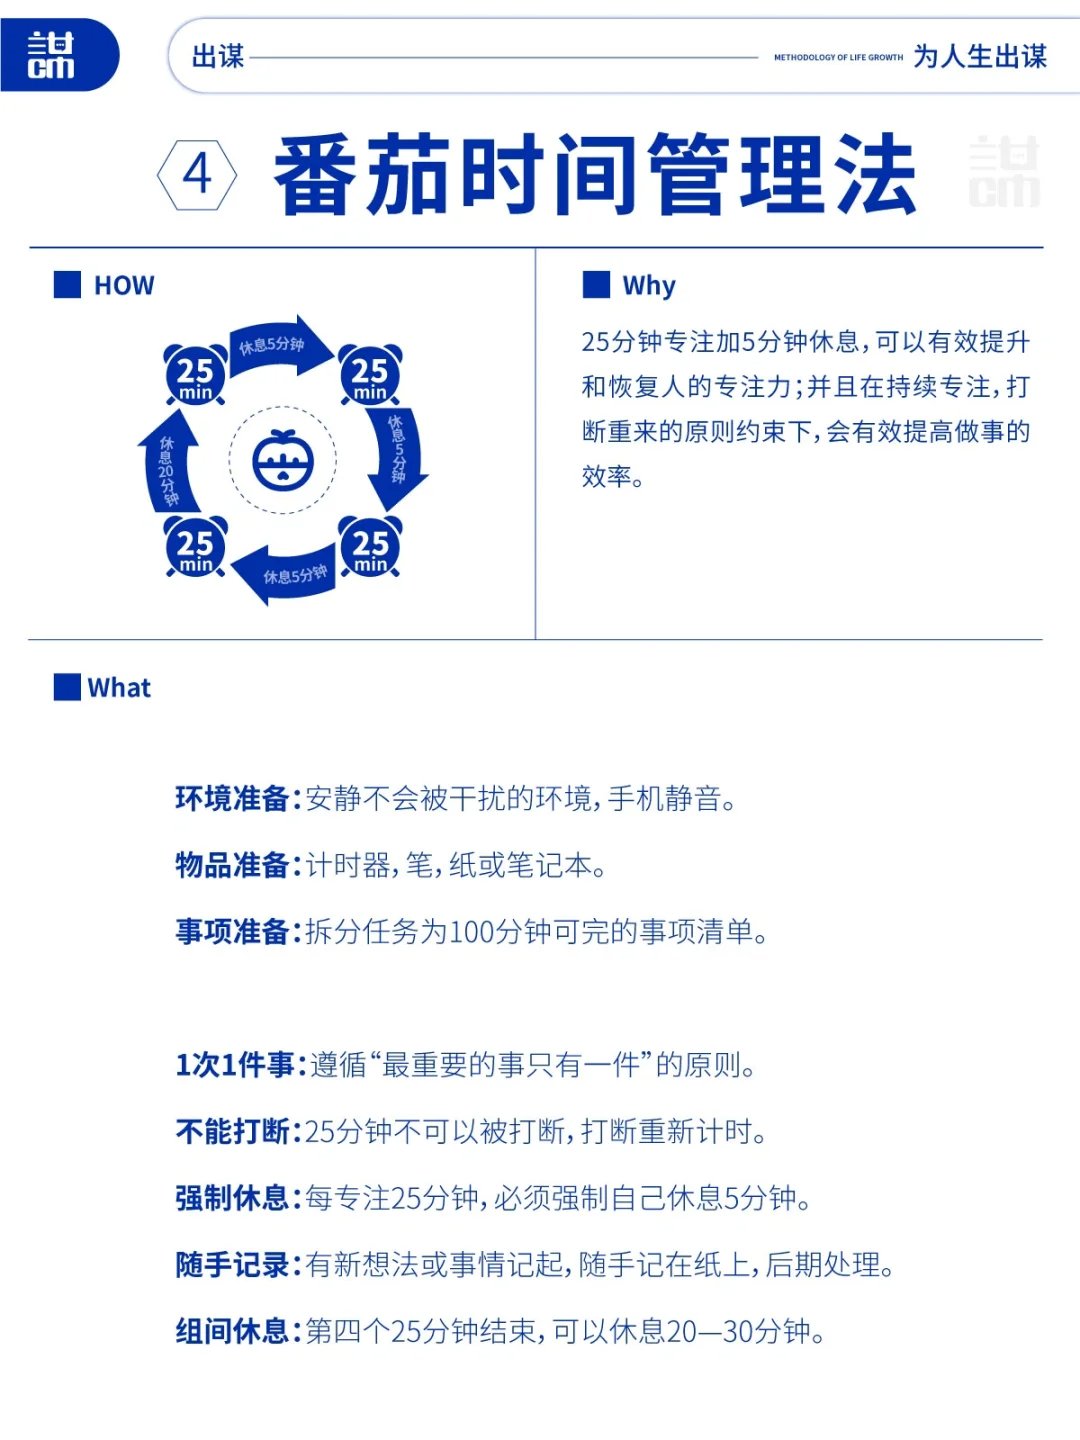 謀
cm
出谋
METHODOLOGY OF LIFE GROWTH 为人生出谋
4 番茄时间管理法
謀
cm
HOW
25
min
休息5分钟
25
min
休息5分钟
25
min
休息5分钟
25
min
休息20分钟
Why
25分钟专注加5分钟休息，可以有效提升
和恢复人的专注力；并且在持续专注，打
断重来的原则约束下，会有效提高做事的
效率。
What
环境准备：安静不会被干扰的环境，手机静音。
物品准备：计时器，笔，纸或笔记本。
事项准备：拆分任务为100分钟可完的事项清单。
1次1件事：遵循“最重要的事只有一件”的原则。
不能打断：25分钟不可以被打断，打断重新计时。
强制休息：每专注25分钟，必须强制自己休息5分钟。
随手记录：有新想法或事情记起，随手记在纸上，后期处理。
组间休息：第四个25分钟结束，可以休息20—30分钟。